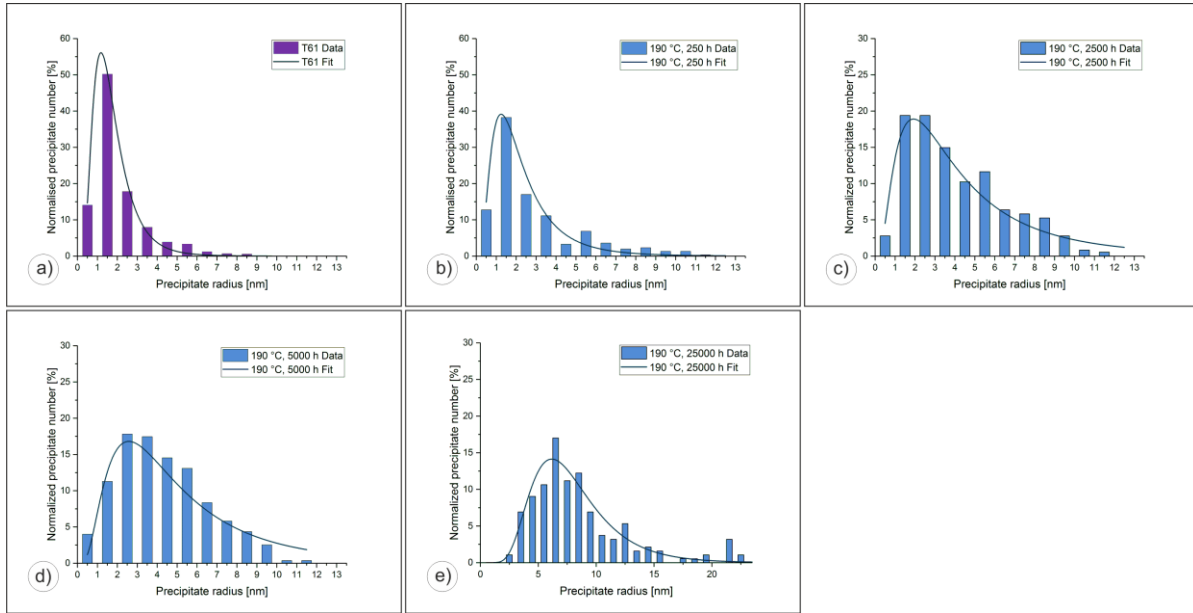 60
50
40
30
20
10
0
Normalised precipitate number [%]
T61 Data
T61 Fit
0 1 2 3 4 5 6 7 8 9 10 11 12 13
Precipitate radius [nm]
a)
60
50
40
30
20
10
0
Normalised precipitate number [%]
190 °C, 250 h Data
190 °C, 250 h Fit
0 1 2 3 4 5 6 7 8 9 10 11 12 13
Precipitate radius [nm]
b)
30
25
20
15
10
5
0
Normalized precipitate number [%]
190 °C, 2500 h Data
190 °C, 2500 h Fit
0 1 2 3 4 5 6 7 8 9 10 11 12 13
Precipitate radius [nm]
c)
30
25
20
15
10
5
0
Normalized precipitate number [%]
190 °C, 5000 h Data
190 °C, 5000 h Fit
0 1 2 3 4 5 6 7 8 9 10 11 12 13
Precipitate radius [nm]
d)
30
25
20
15
10
5
0
Normalized precipitate number [%]
190 °C, 25000 h Data
190 °C, 25000 h Fit
0 5 10 15 20
Precipitate radius [nm]
e)